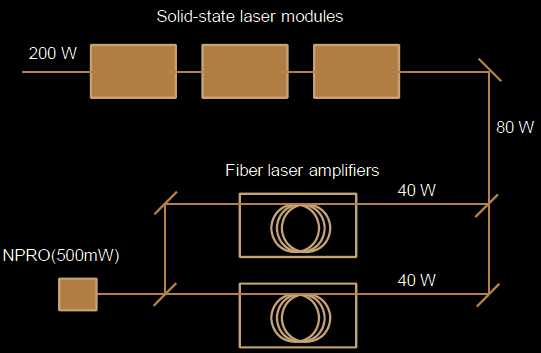 Solid-state laser modules
200 W
80 W
Fiber laser amplifiers
40 W
NPRO(500mW)
40 W